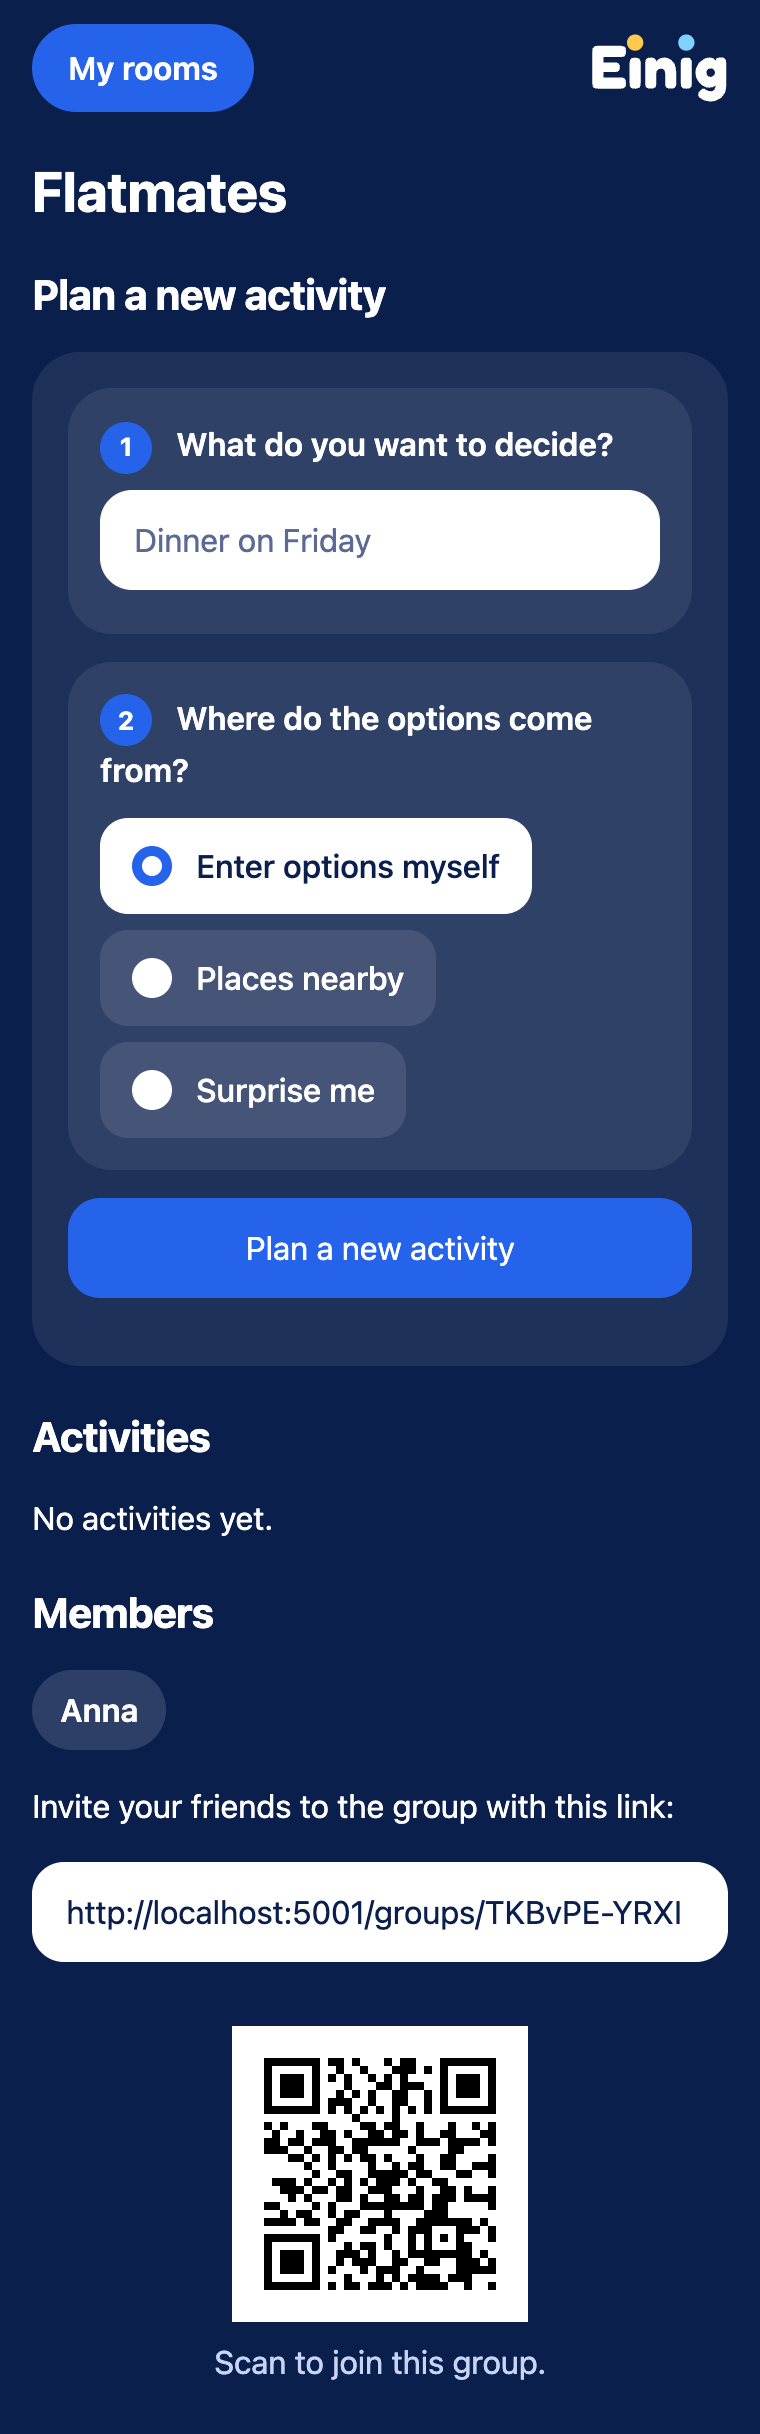 My rooms
Einig
Flatmates
Plan a new activity
1 What do you want to decide?
Dinner on Friday
2 Where do the options come
from?
Enter options myself
Places nearby
Surprise me
Plan a new activity
Activities
No activities yet.
Members
Anna
Invite your friends to the group with this link:
http://localhost:5001/groups/TKBvPE-YRXI
Scan to join this group.